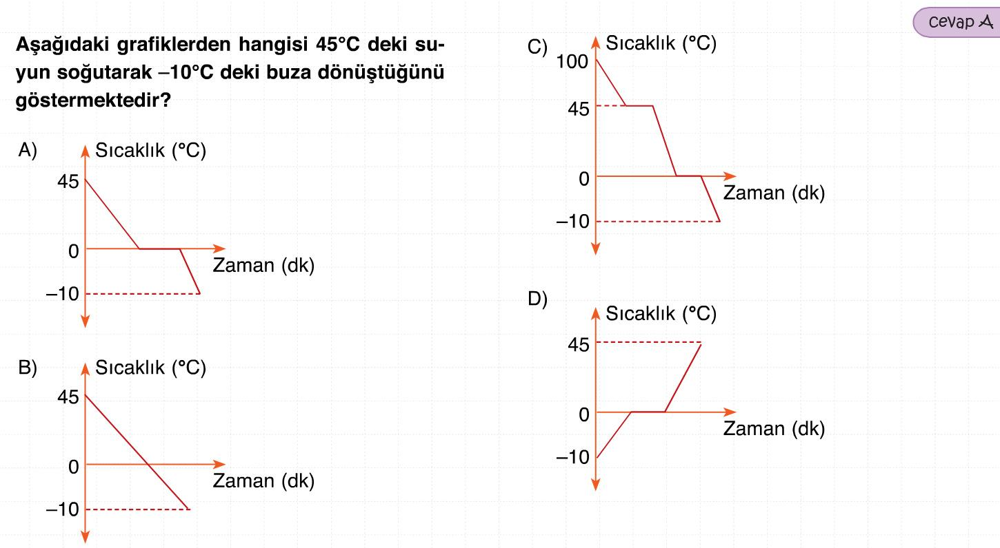 Aşağıdaki grafiklerden hangisi 45°C deki su-
yun soğutarak –10°C deki buza dönüştüğünü
göstermektedir?
A)
Sıcaklık (°C)
45
0
Zaman (dk)
–10
B)
Sıcaklık (°C)
45
0
Zaman (dk)
–10
cevap A
C)
Sıcaklık (°C)
100
45
0
Zaman (dk)
–10
D)
Sıcaklık (°C)
45
0
Zaman (dk)
–10